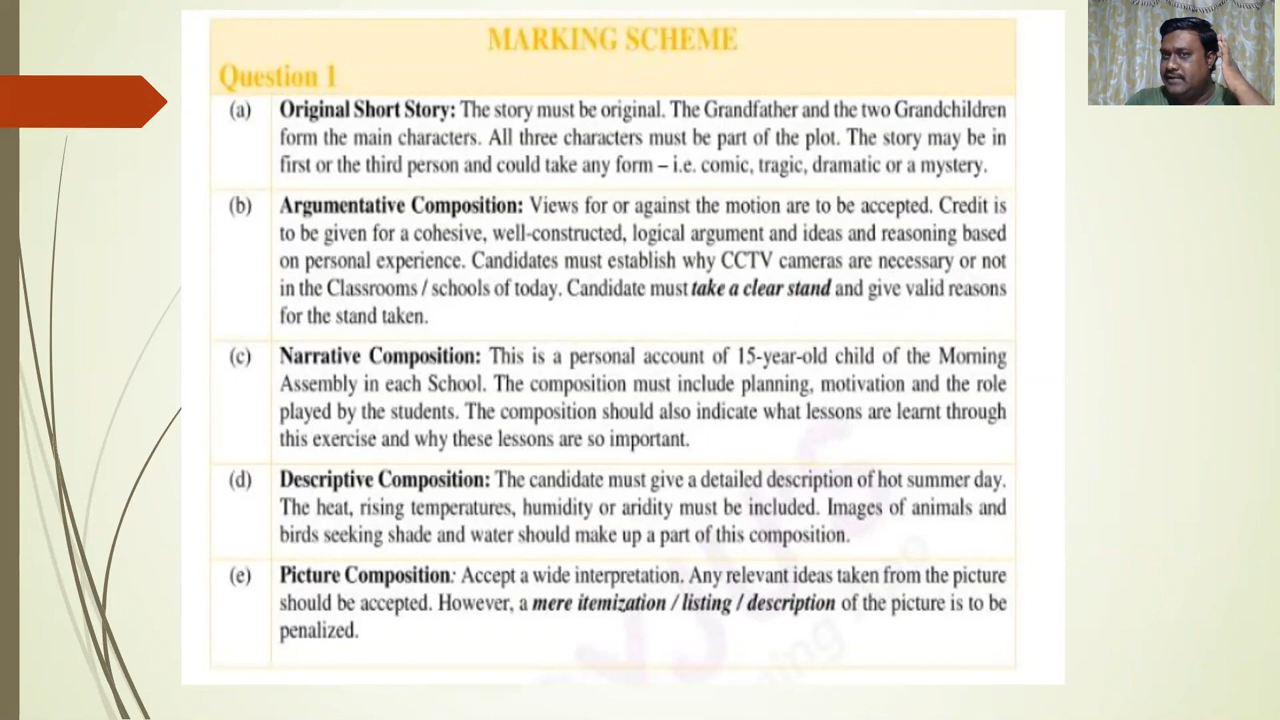 MARKING SCHEME
Question 1
(a) Original Short Story: The story must be original. The Grandfather and the two Grandchildren
form the main characters. All three characters must be part of the plot. The story may be in
first or the third person and could take any form – i.e. comic, tragic, dramatic or a mystery.
(b) Argumentative Composition: Views for or against the motion are to be accepted. Credit is
to be given for a cohesive, well-constructed, logical argument and ideas and reasoning based
on personal experience. Candidates must establish why CCTV cameras are necessary or not
in the Classrooms / schools of today. Candidate must take a clear stand and give valid reasons
for the stand taken.
(c) Narrative Composition: This is a personal account of 15-year-old child of the Morning
Assembly in each School. The composition must include planning, motivation and the role
played by the students. The composition should also indicate what lessons are learnt through
this exercise and why these lessons are so important.
(d) Descriptive Composition: The candidate must give a detailed description of hot summer day.
The heat, rising temperatures, humidity or aridity must be included. Images of animals and
birds seeking shade and water should make up a part of this composition.
(e) Picture Composition: Accept a wide interpretation. Any relevant ideas taken from the picture
should be accepted. However, a mere itemization / listing / description of the picture is to be
penalized.